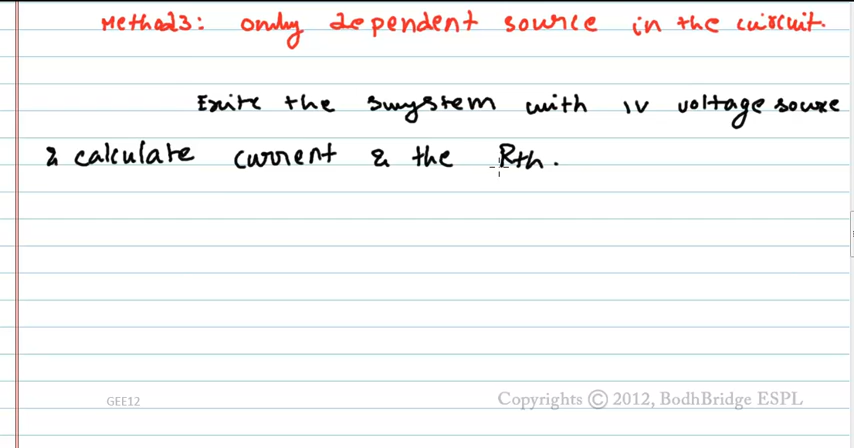 Method3: only dependent source in the circuit.
Exite the system with 1V voltage source
& calculate current & the Rth.
GEE12
Copyrights © 2012, BodhBridge ESPL